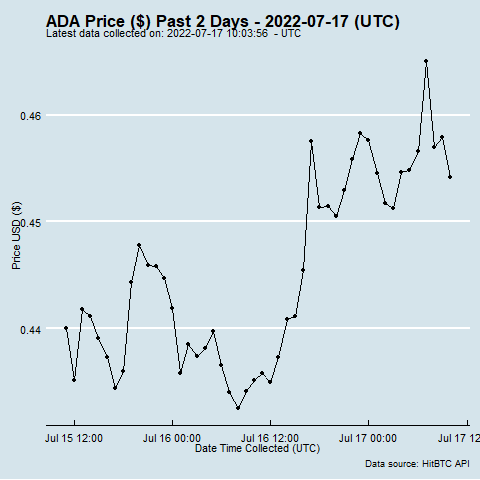 ADA Price ($) Past 2 Days - 2022-07-17 (UTC)
Latest data collected on: 2022-07-17 10:03:56 - UTC
0.46
0.45
0.44
Price USD ($)
Jul 15 12:00 Jul 16 00:00 Jul 16 12:00 Jul 17 00:00 Jul 17 12
Date Time Collected (UTC)
Data source: HitBTC API